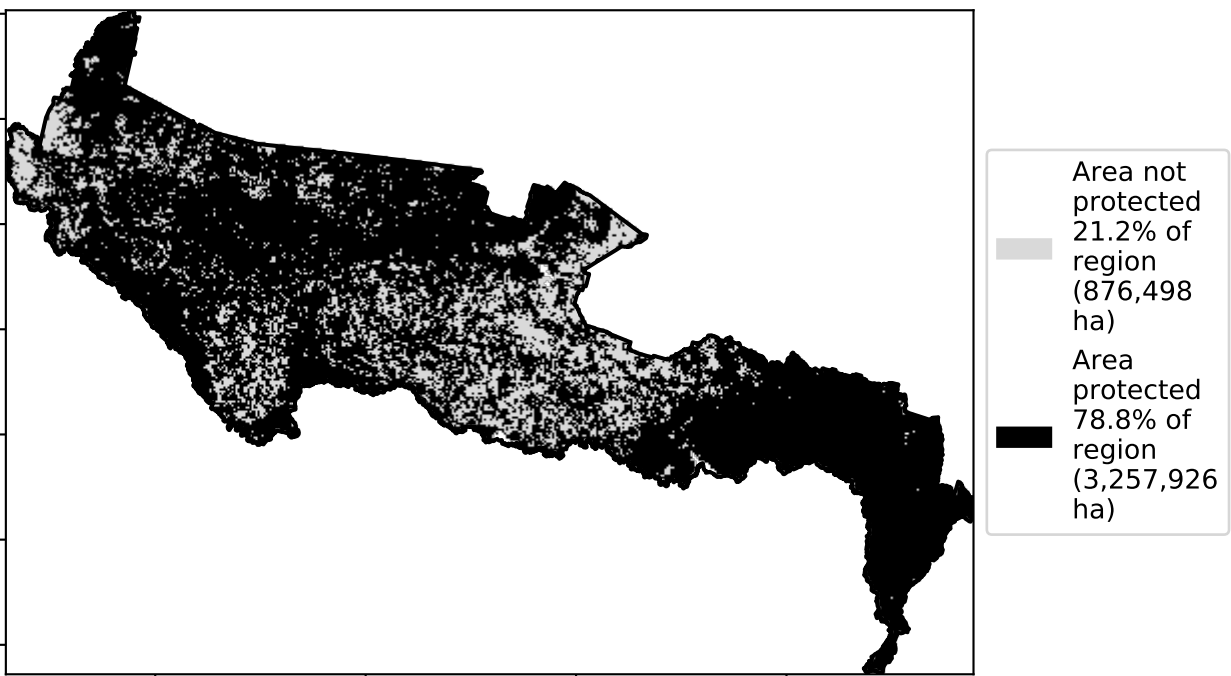 Area not
protected
21.2% of
region
(876,498
ha)
Area
protected
78.8% of
region
(3,257,926
ha)